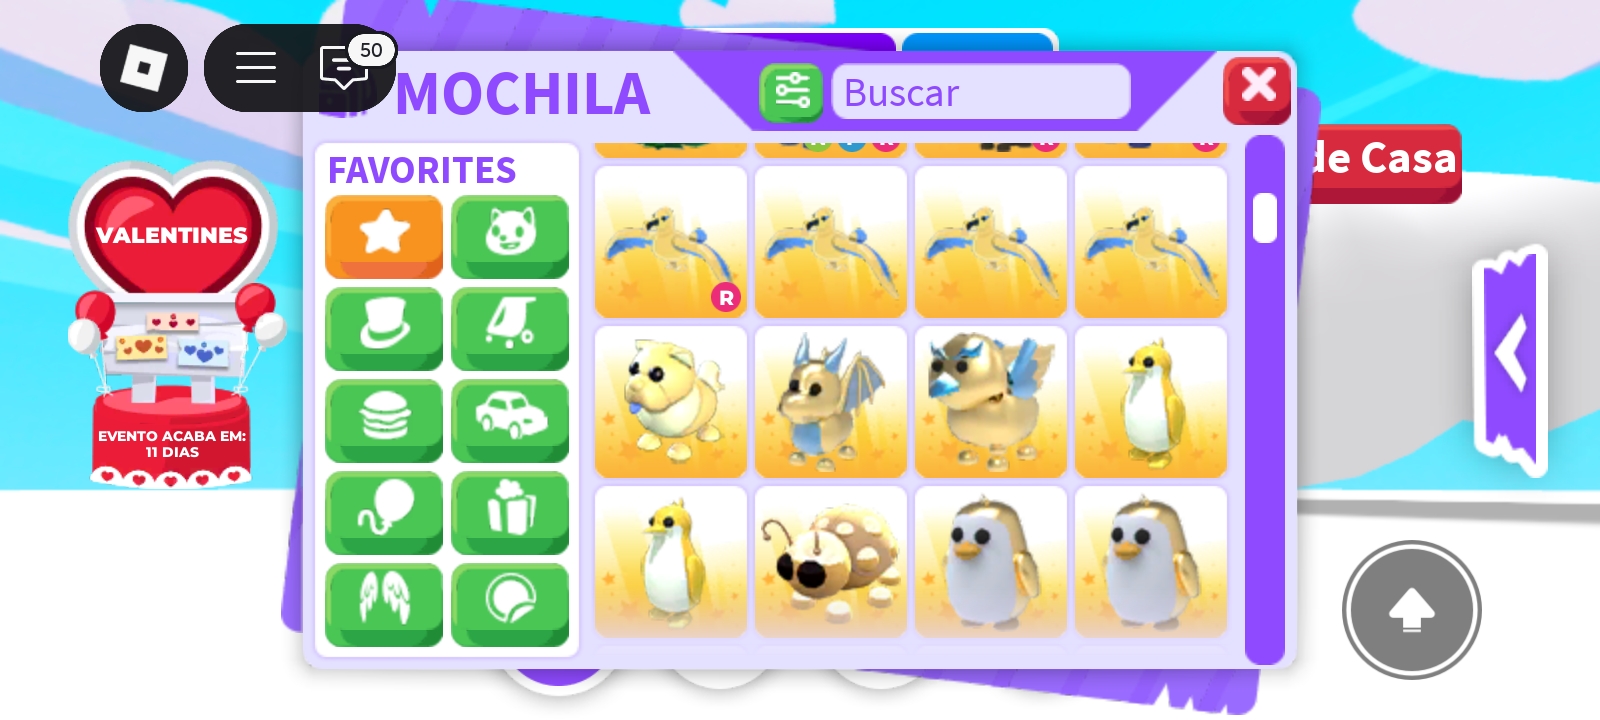 50
MOCHILA
Buscar
FAVORITES
de Casa
VALENTINES
R
EVENTO ACABA EM:
11 DIAS